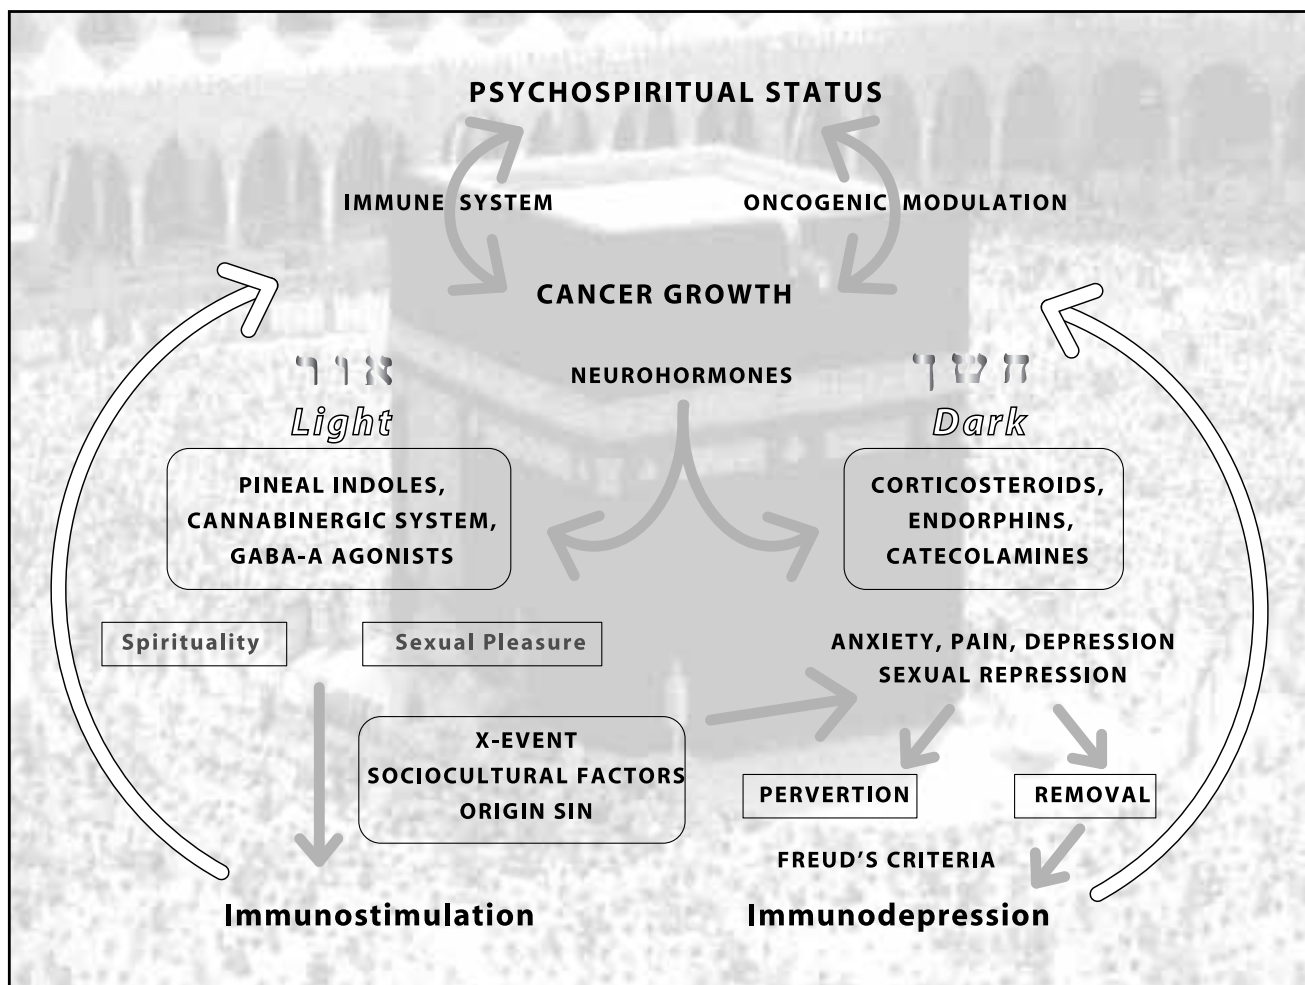 PSYCHOSPIRITUAL STATUS
IMMUNE SYSTEM
ONCOGENIC MODULATION
CANCER GROWTH
NEUROHORMONES
אור
Light
חשך
Dark
PINEAL INDOLES,
CANNABINERGIC SYSTEM,
GABA-A AGONISTS
CORTICOSTEROIDS,
ENDORPHINS,
CATECOLAMINES
Spirituality
Sexual Pleasure
ANXIETY, PAIN, DEPRESSION
SEXUAL REPRESSION
X-EVENT
SOCIOCULTURAL FACTORS
ORIGIN SIN
PERVERTION
REMOVAL
FREUD'S CRITERIA
Immunostimulation
Immunodepression